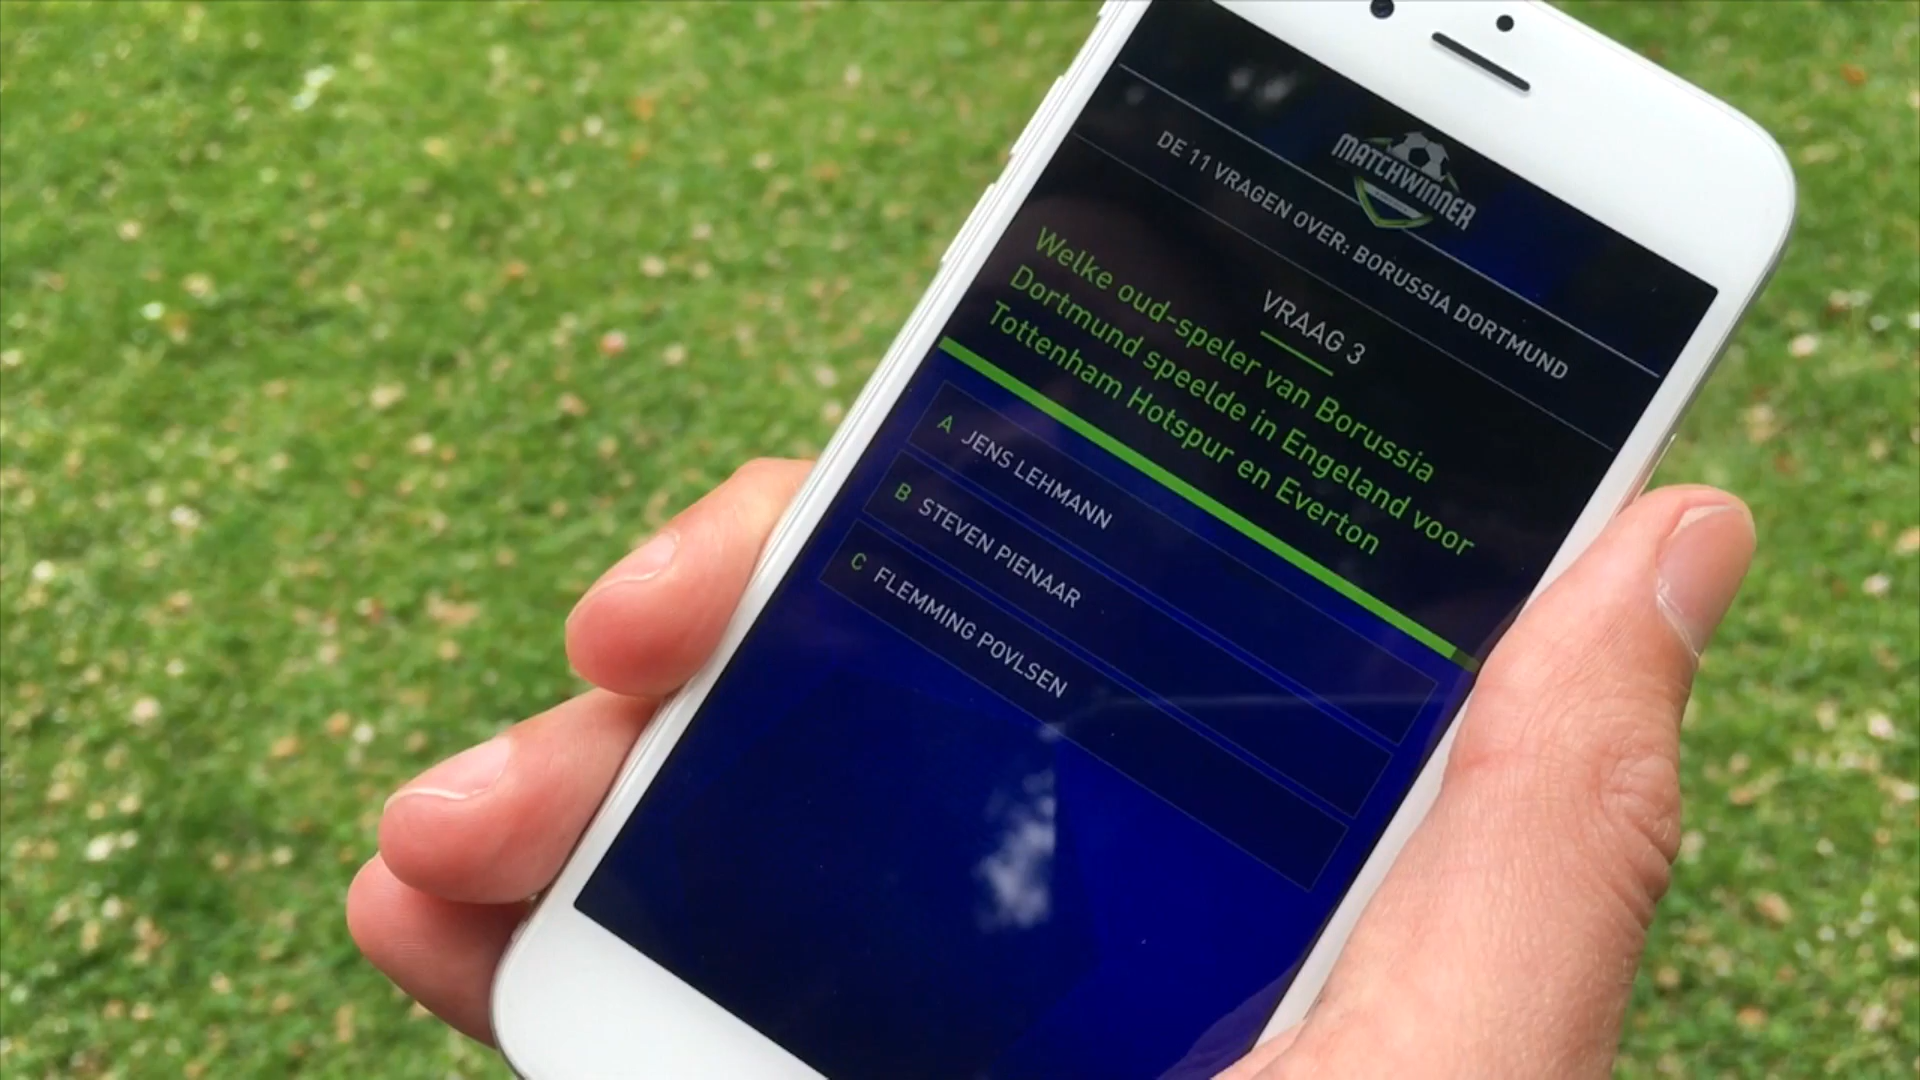 MATCHWINNER
DE 11 VRAGEN OVER: BORUSSIA DORTMUND
VRAAG 3
Welke oud-speler van Borussia
Dortmund speelde in Engeland voor
Tottenham Hotspur en Everton
A JENS LEHMANN
B STEVEN PIENAAR
C FLEMMING POVLSEN